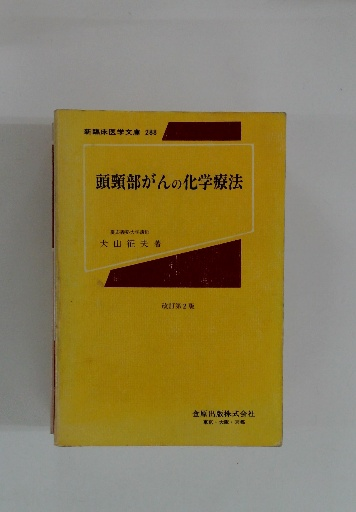 新臨床医学文庫 288
頭頸部がんの化学療法
大山征夫 著
改訂第2版
金原出版株式会社
東京・大阪・京都